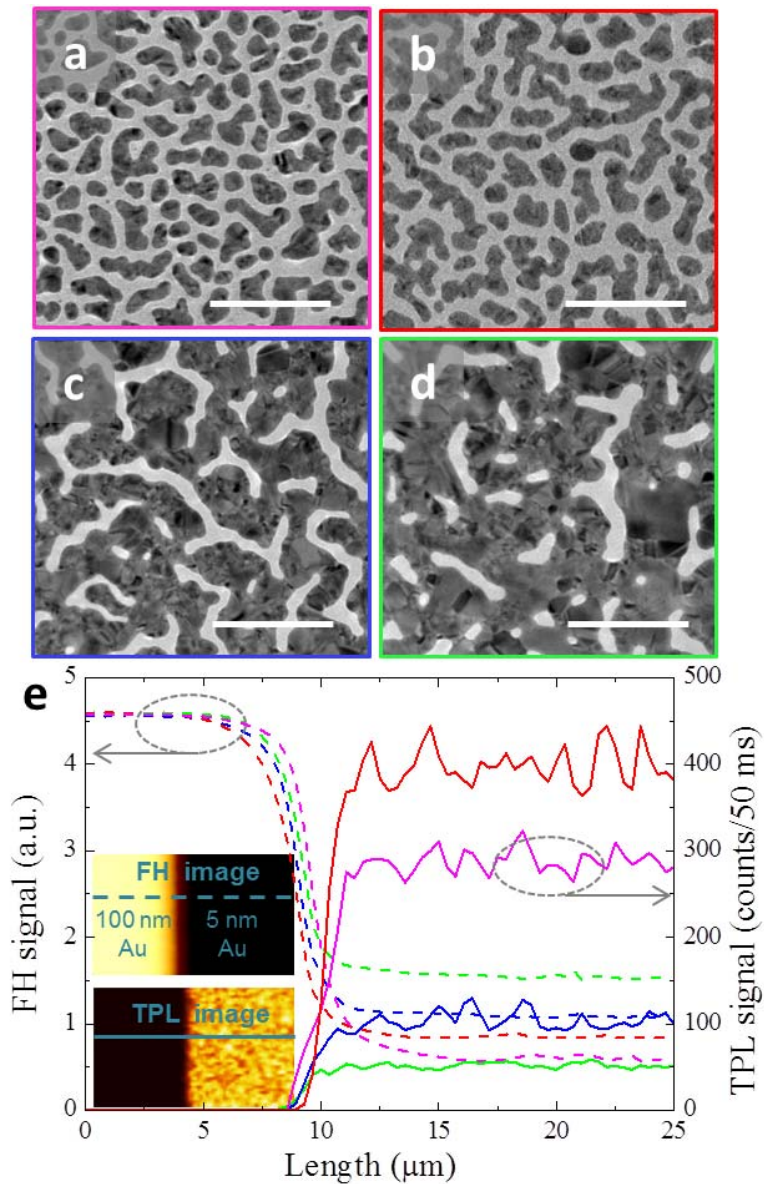 a
b
c
d
e
5
4
3
2
1
0
FH signal (a.u.)
FH image
100 nm
Au
5 nm
Au
TPL image
500
400
300
200
100
0
TPL signal (counts/50 ms)
0 5 10 15 20 25
Length (μm)